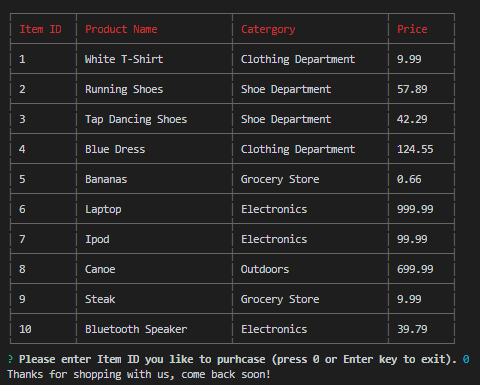 Item ID Product Name Catergory Price
1 White T-Shirt Clothing Department 9.99
2 Running Shoes Shoe Department 57.89
3 Tap Dancing Shoes Shoe Department 42.29
4 Blue Dress Clothing Department 124.55
5 Bananas Grocery Store 0.66
6 Laptop Electronics 999.99
7 Ipod Electronics 99.99
8 Canoe Outdoors 699.99
9 Steak Grocery Store 9.99
10 Bluetooth Speaker Electronics 39.79
? Please enter Item ID you like to purhcase (press 0 or Enter key to exit). 0
Thanks for shopping with us, come back soon!